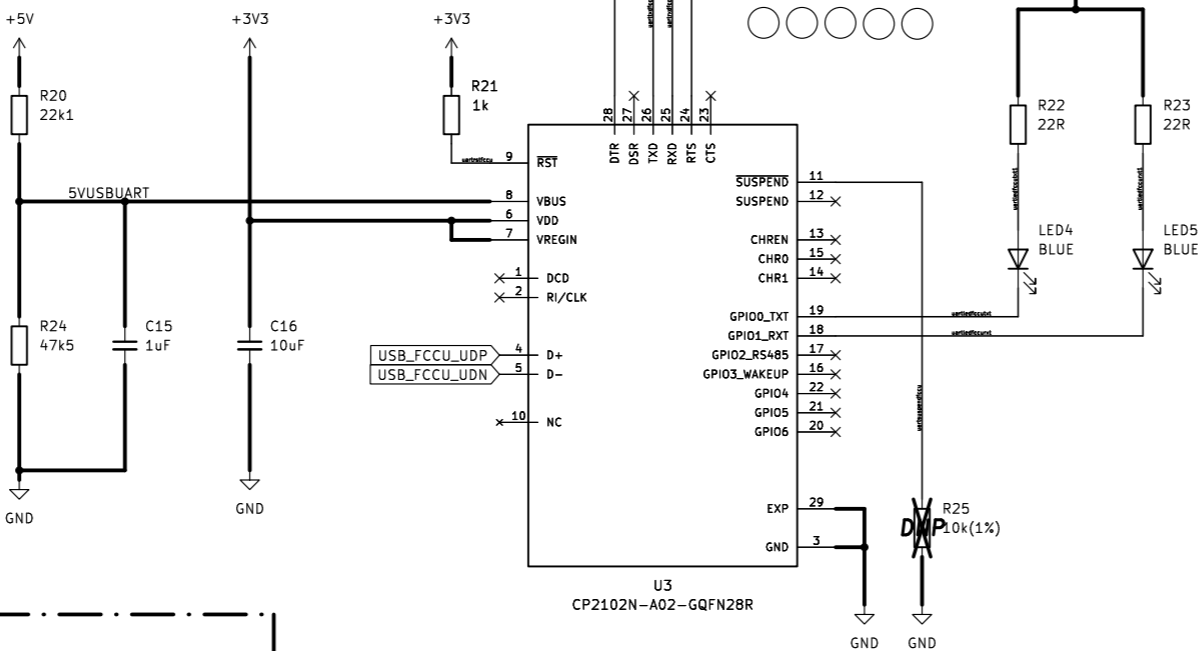 +5V
+3V3
+3V3
R20
22k1
R21
1k
R22
22R
R23
22R
28
27
26
25
24
23
DTR
DSR
TXD
RXD
RTS
CTS
9 RST
5VUSBUART
8 VBUS
6 VDD
7 VREGIN
1 DCD
2 RI/CLK
R24
47k5
C15
1uF
C16
10uF
USB_FCCU_UDP
4 D+
USB_FCCU_UDN
5 D-
10 NC
SUSPEND 11
SUSPEND 12
CHREN 13
CHR0 15
CHR1 14
GPIO0_TXT 19
GPIO1_RXT 18
GPIO2_RS485 17
GPIO3_WAKEUP 16
GPIO4 22
GPIO5 21
GPIO6 20
EXP 29
GND 3
LED4
BLUE
LED5
BLUE
R25
10k(1%)
DNP
U3
CP2102N-A02-GQFN28R
GND
GND
GND
GND